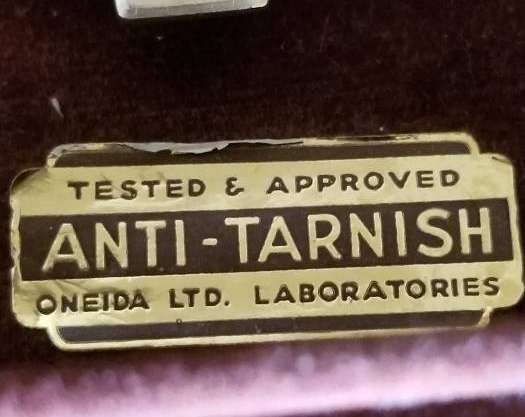 TESTED & APPROVED
ANTI-TARNISH
ONEIDA LTD. LABORATORIES